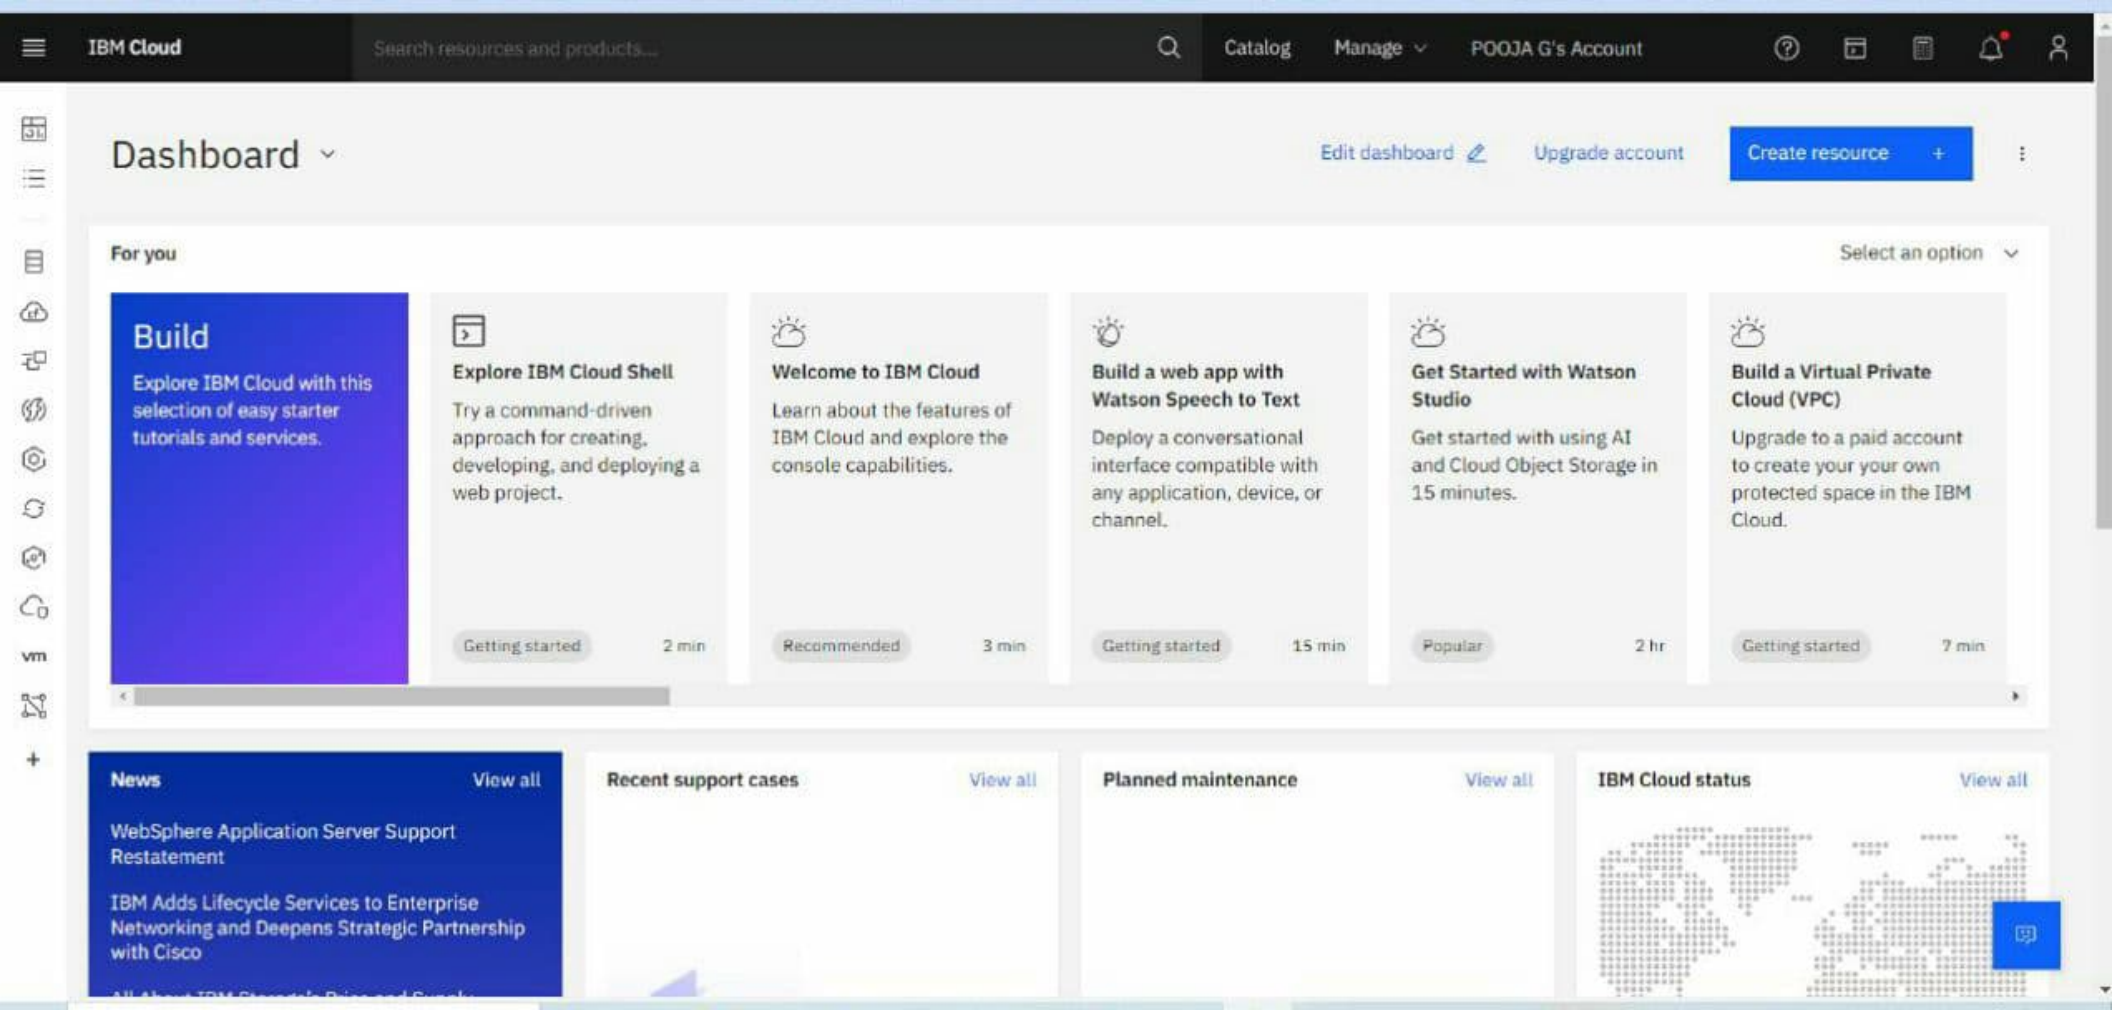 IBM Cloud
Search resources and products...
Catalog
Manage
POOJA G's Account
Dashboard
Edit dashboard
Upgrade account
Create resource +
For you
Select an option
Build
Explore IBM Cloud with this
selection of easy starter
tutorials and services.
Explore IBM Cloud Shell
Try a command-driven
approach for creating,
developing, and deploying a
web project.
Getting started
2 min
Welcome to IBM Cloud
Learn about the features of
IBM Cloud and explore the
console capabilities.
Recommended
3 min
Build a web app with
Watson Speech to Text
Deploy a conversational
interface compatible with
any application, device, or
channel.
Getting started
15 min
Get Started with Watson
Studio
Get started with using AI
and Cloud Object Storage in
15 minutes.
Popular
2 hr
Build a Virtual Private
Cloud (VPC)
Upgrade to a paid account
to create your your own
protected space in the IBM
Cloud.
Getting started
7 min
vm
News
View all
WebSphere Application Server Support
Restatement
IBM Adds Lifecycle Services to Enterprise
Networking and Deepens Strategic Partnership
with Cisco
All About IBM Storage's Price and Supply
Recent support cases
View all
Planned maintenance
View all
IBM Cloud status
View all